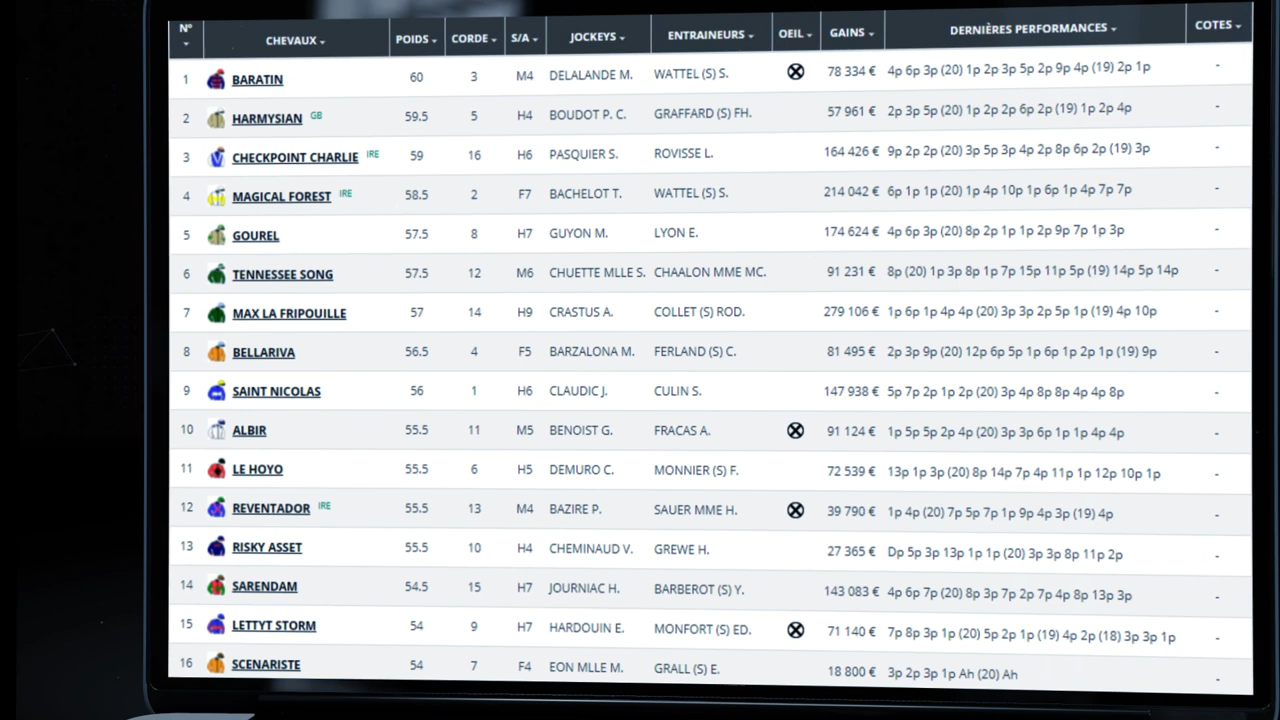 N° CHEVAUX POIDS CORDE S/A JOCKEYS ENTRAINEURS OEIL GAINS DERNIÈRES PERFORMANCES COTES
1 BARATIN 60 3 M4 DELALANDE M. WATTEL (S) S. 78 334 € 4p 6p 3p (20) 1p 2p 3p 5p 2p 9p 4p (19) 2p 1p -
2 HARMYSIAN GB 59.5 5 H4 BOUDOT P. C. GRAFFARD (S) FH. 57 961 € 2p 3p 5p (20) 1p 2p 2p 6p 2p (19) 1p 2p 4p -
3 CHECKPOINT CHARLIE IRE 59 16 H6 PASQUIER S. ROVISSE L. 164 426 € 9p 2p 2p (20) 3p 5p 3p 4p 2p 8p 6p 2p (19) 3p -
4 MAGICAL FOREST IRE 58.5 2 F7 BACHELOT T. WATTEL (S) S. 214 042 € 6p 1p 1p (20) 1p 4p 10p 1p 6p 1p 4p 7p 7p -
5 GOUREL 57.5 8 H7 GUYON M. LYON E. 174 624 € 4p 6p 3p (20) 8p 2p 1p 1p 2p 9p 7p 1p 3p -
6 TENNESSEE SONG 57.5 12 M6 CHUETTE MLLE S. CHAALON MME MC. 91 231 € 8p (20) 1p 3p 8p 1p 7p 15p 11p 5p (19) 14p 5p 14p -
7 MAX LA FRIPOUILLE 57 14 H9 CRASTUS A. COLLET (S) ROD. 279 106 € 1p 6p 1p 4p 4p (20) 3p 3p 2p 5p 1p (19) 4p 10p -
8 BELLARIVA 56.5 4 F5 BARZALONA M. FERLAND (S) C. 81 495 € 2p 3p 9p (20) 12p 6p 5p 1p 6p 1p 2p 1p (19) 9p -
9 SAINT NICOLAS 56 1 H6 CLAUDIC J. CULIN S. 147 938 € 5p 7p 2p 1p 2p (20) 3p 4p 8p 8p 4p 4p 8p -
10 ALBIR 55.5 11 M5 BENOIST G. FRACAS A. 91 124 € 1p 5p 5p 2p 4p (20) 3p 3p 6p 1p 1p 4p 4p -
11 LE HOYO 55.5 6 H5 DEMURO C. MONNIER (S) F. 72 539 € 13p 1p 3p (20) 8p 14p 7p 4p 11p 1p 12p 10p 1p -
12 REVENTADOR IRE 55.5 13 M4 BAZIRE P. SAUER MME H. 39 790 € 1p 4p (20) 7p 5p 7p 1p 9p 4p 3p (19) 4p -
13 RISKY ASSET 55.5 10 H4 CHEMINAUD V. GREWE H. 27 365 € Dp 5p 3p 13p 1p 1p (20) 3p 3p 8p 11p 2p -
14 SARENDAM 54.5 15 H7 JOURNIAC H. BARBEROT (S) Y. 143 083 € 4p 6p 7p (20) 8p 3p 7p 2p 7p 4p 8p 13p 3p -
15 LETTYT STORM 54 9 H7 HARDOUIN E. MONFORT (S) ED. 71 140 € 7p 8p 3p 1p (20) 5p 2p 1p (19) 4p 2p (18) 3p 3p 1p -
16 SCENARISTE 54 7 F4 EON MLLE M. GRALL (S) E. 18 800 € 3p 2p 3p 1p Ah (20) Ah -